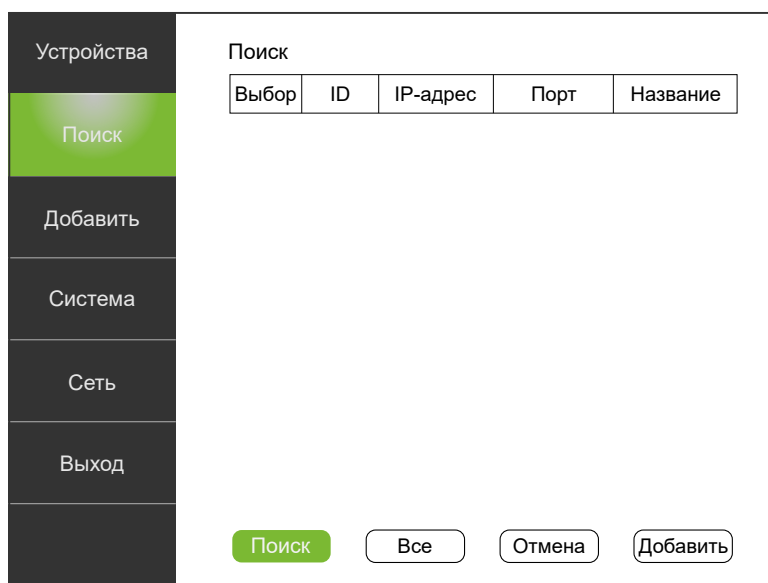 Устройства
Поиск
Добавить
Система
Сеть
Выход
Поиск
Выбор ID IP-адрес Порт Название
Поиск Все Отмена Добавить